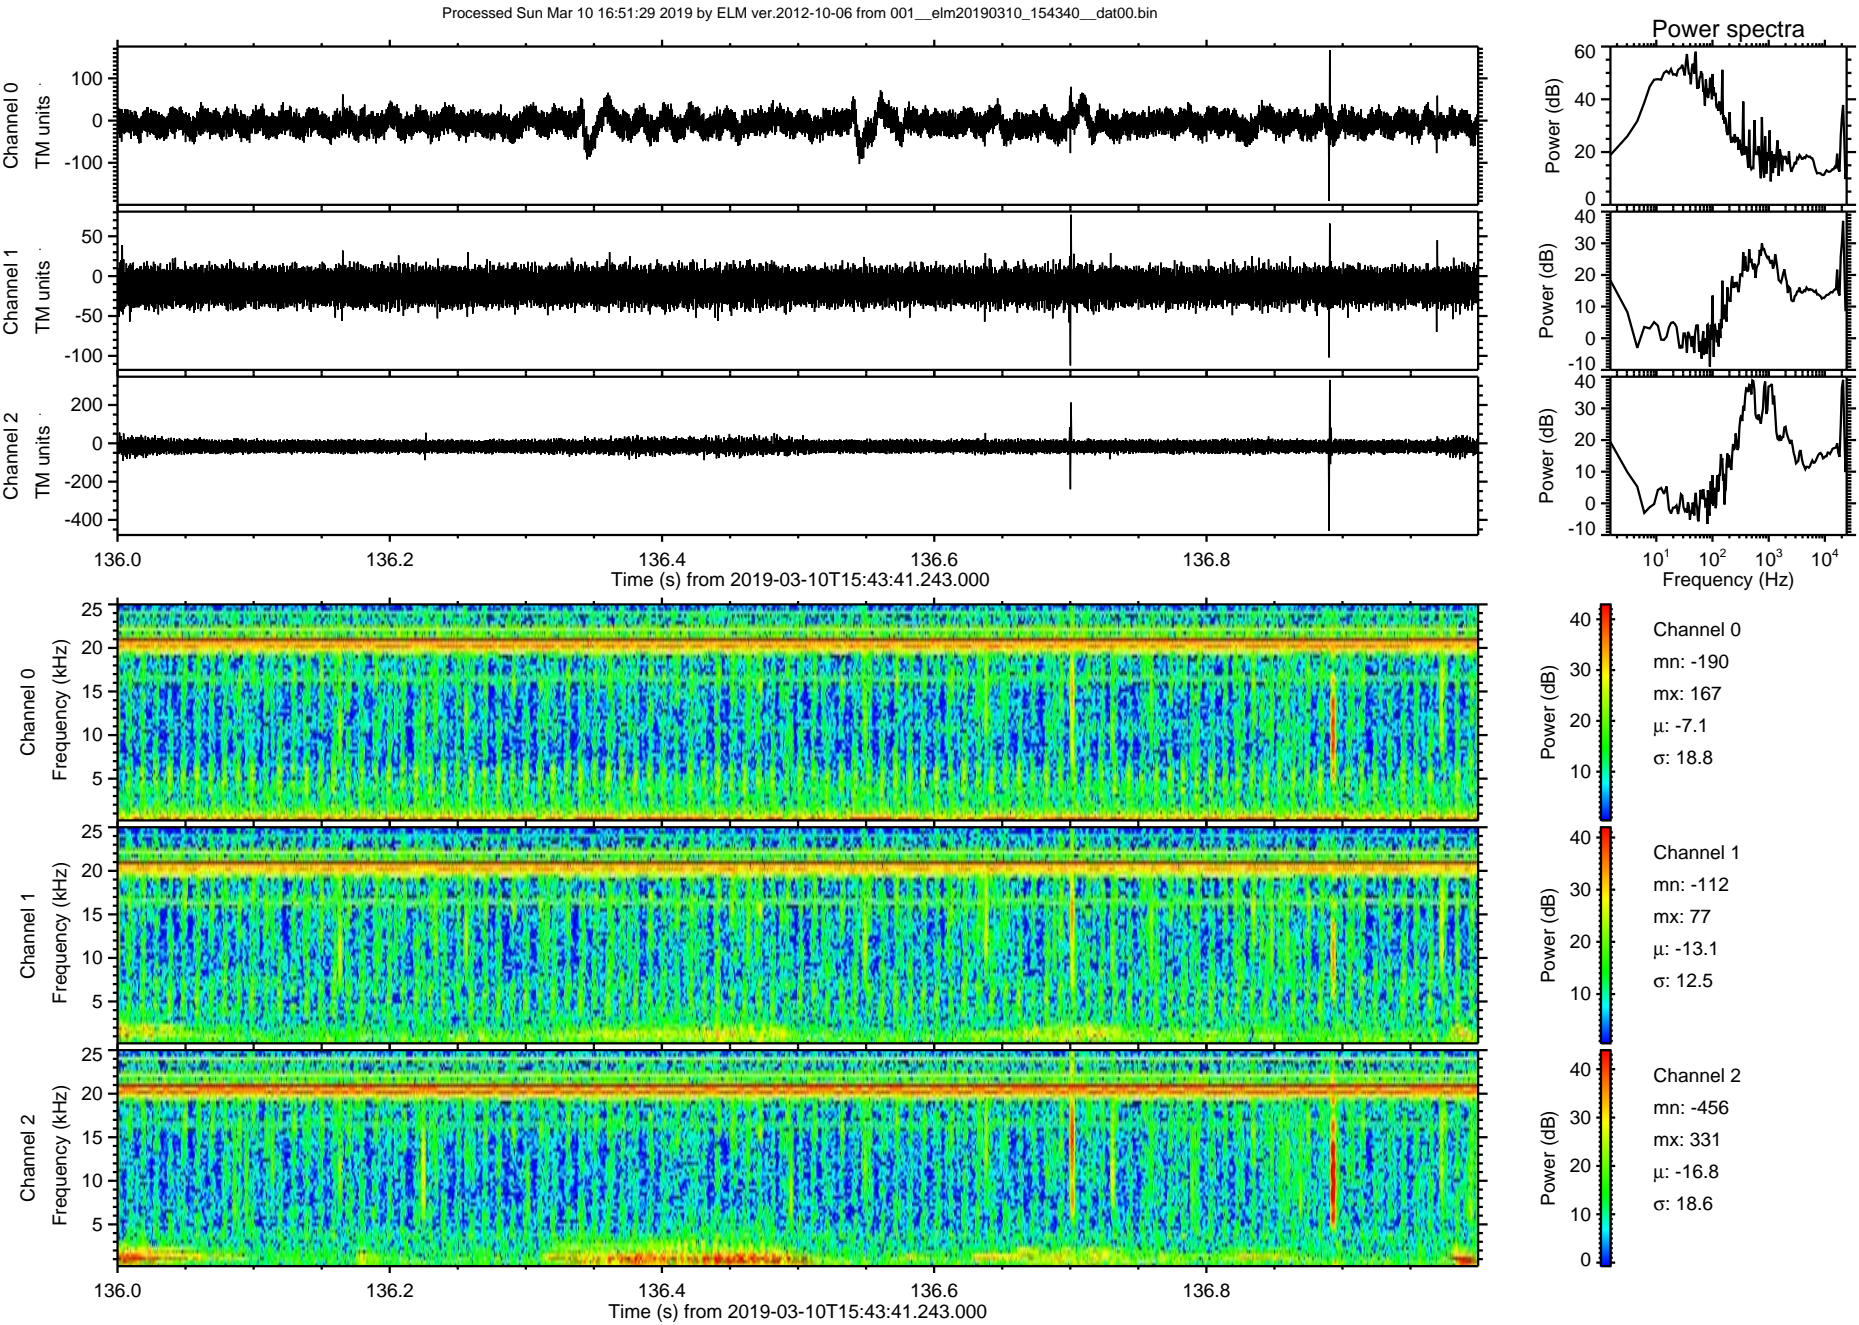 Processed Sun Mar 10 16:51:29 2019 by ELM ver.2012-10-06 from 001__elm20190310_154340__dat00.bin
Power spectra
Channel 0
TM units
100
0
-100
Power (dB)
60
40
20
0
Channel 1
TM units
50
0
-50
-100
Power (dB)
40
30
20
10
0
-10
Channel 2
TM units
200
0
-200
-400
Power (dB)
40
30
20
10
0
-10
136.0 136.2 136.4 136.6 136.8
Time (s) from 2019-03-10T15:43:41.243.000
10^1 10^2 10^3 10^4
Frequency (Hz)
Channel 0
Frequency (kHz)
25
20
15
10
5
Power (dB)
40
30
20
10
Channel 0
mn: -190
mx: 167
μ: -7.1
σ: 18.8
Channel 1
Frequency (kHz)
25
20
15
10
5
Power (dB)
40
30
20
10
Channel 1
mn: -112
mx: 77
μ: -13.1
σ: 12.5
Channel 2
Frequency (kHz)
25
20
15
10
5
Power (dB)
40
30
20
10
0
Channel 2
mn: -456
mx: 331
μ: -16.8
σ: 18.6
136.0 136.2 136.4 136.6 136.8
Time (s) from 2019-03-10T15:43:41.243.000